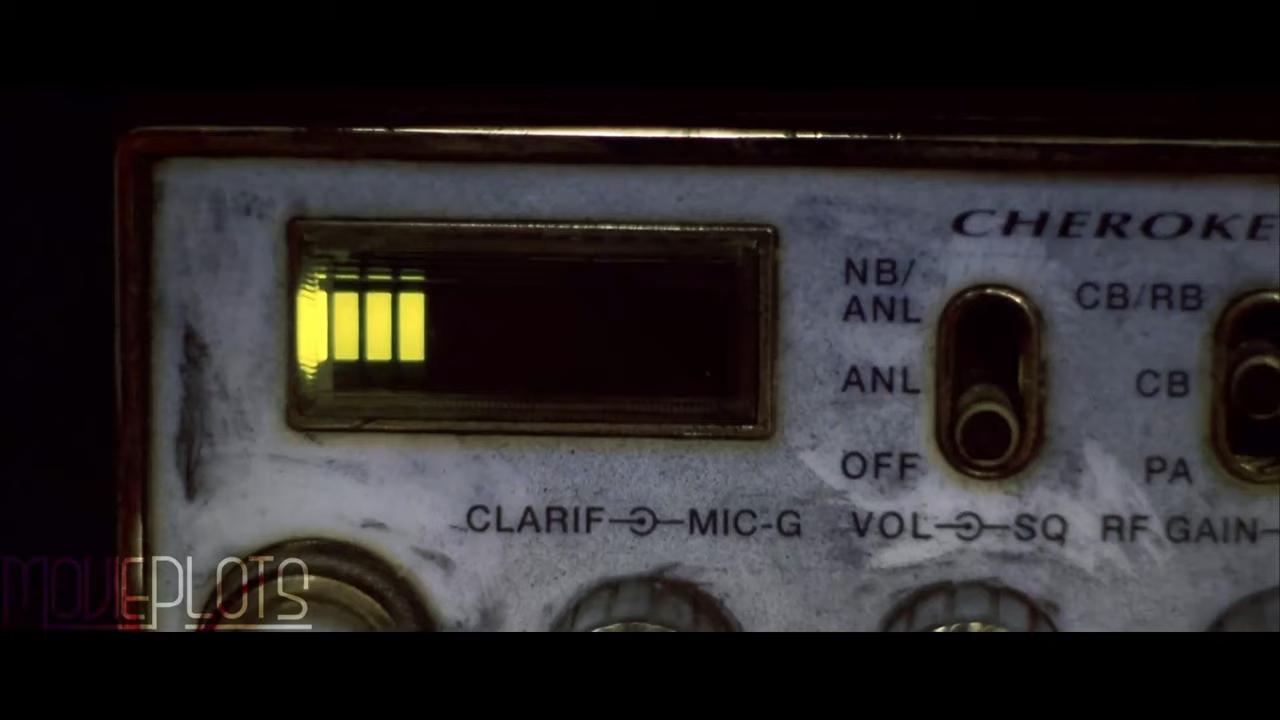 CHEROKE
NB/
ANL
CB/RB
ANL
CB
OFF
PA
CLARIF MIC-G
VOL SQ
RF GAIN
MOVIEPLOTS